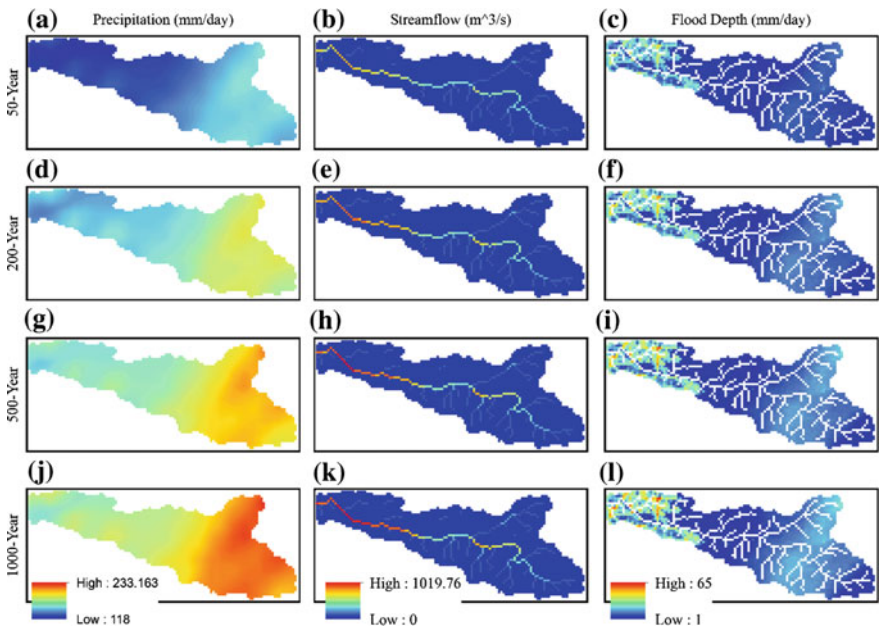 (a) Precipitation (mm/day)
(b) Streamflow (m^3/s)
(c) Flood Depth (mm/day)
50-Year
(d)
(e)
(f)
200-Year
(g)
(h)
(i)
500-Year
(j)
(k)
(l)
1000-Year
High : 233.163
Low : 118
High : 1019.76
Low : 0
High : 65
Low : 1